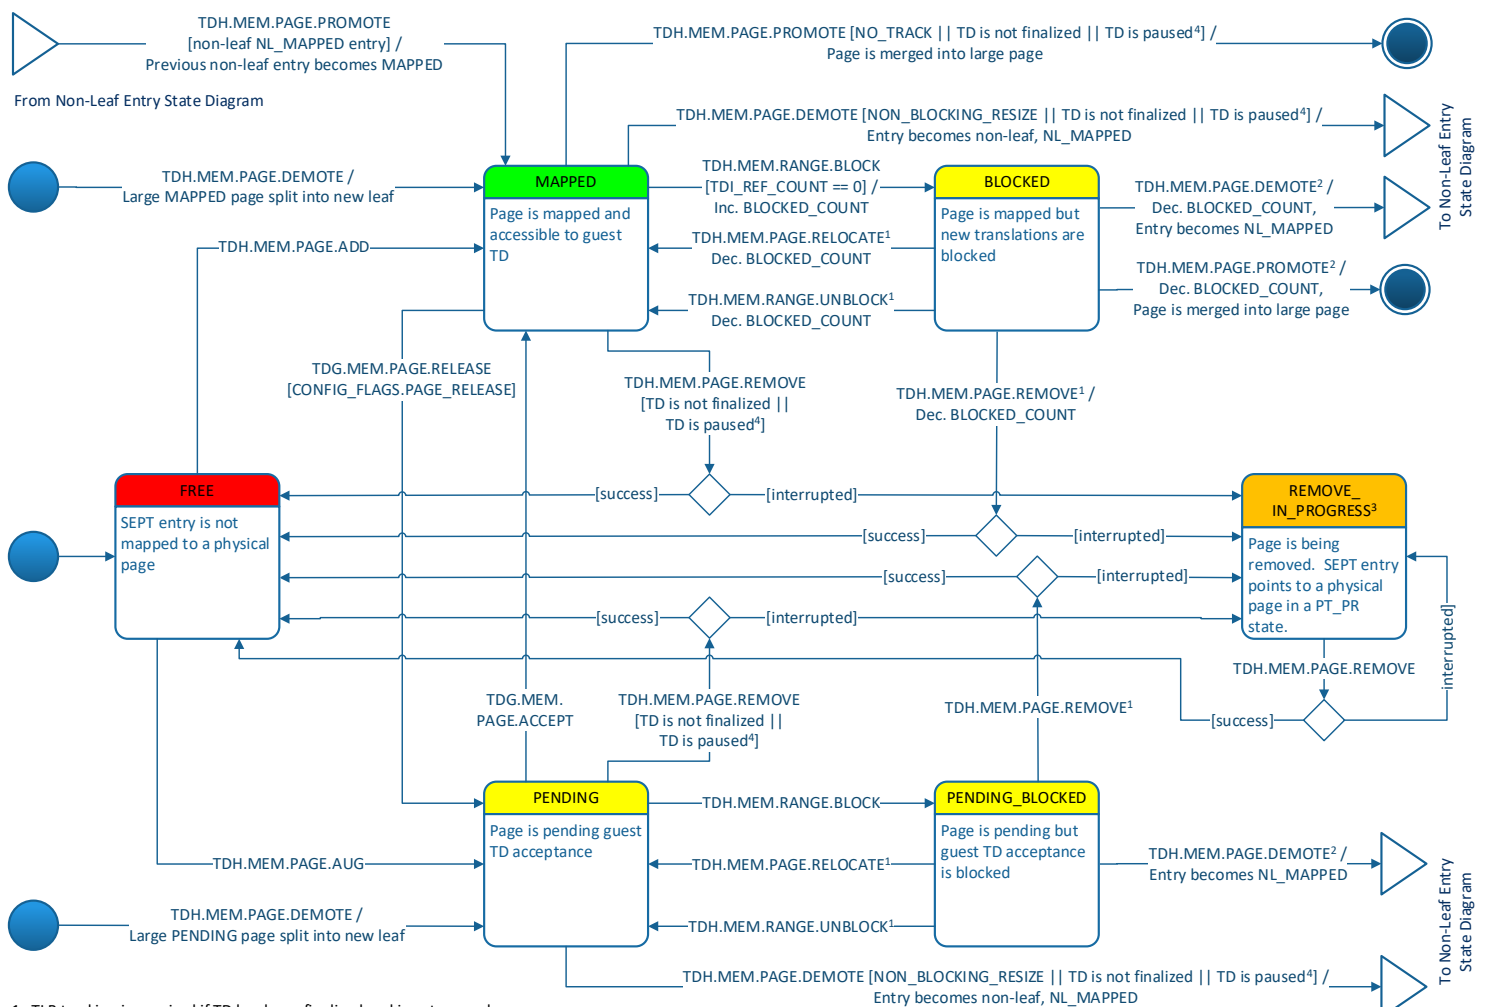 TDH.MEM.PAGE.PROMOTE
[non-leaf NL_MAPPED entry] /
Previous non-leaf entry becomes MAPPED
From Non-Leaf Entry State Diagram
TDH.MEM.PAGE.PROMOTE [NO_TRACK || TD is not finalized || TD is paused⁴] /
Page is merged into large page
TDH.MEM.PAGE.DEMOTE [NON_BLOCKING_RESIZE || TD is not finalized || TD is paused⁴] /
Entry becomes non-leaf, NL_MAPPED
To Non-Leaf Entry
State Diagram
TDH.MEM.PAGE.DEMOTE /
Large MAPPED page split into new leaf
MAPPED
Page is mapped and
accessible to guest
TD
TDH.MEM.RANGE.BLOCK
[TDI_REF_COUNT == 0] /
Inc. BLOCKED_COUNT
TDH.MEM.PAGE.RELOCATE¹
Dec. BLOCKED_COUNT
TDH.MEM.RANGE.UNBLOCK¹
Dec. BLOCKED_COUNT
BLOCKED
Page is mapped but
new translations are
blocked
TDH.MEM.PAGE.DEMOTE² /
Dec. BLOCKED_COUNT,
Entry becomes NL_MAPPED
TDH.MEM.PAGE.PROMOTE² /
Dec. BLOCKED_COUNT,
Page is merged into large page
TDH.MEM.PAGE.ADD
TDG.MEM.PAGE.RELEASE
[CONFIG_FLAGS.PAGE_RELEASE]
TDH.MEM.PAGE.REMOVE
[TD is not finalized ||
TD is paused⁴]
TDH.MEM.PAGE.REMOVE¹ /
Dec. BLOCKED_COUNT
FREE
SEPT entry is not
mapped to a physical
page
[success]
[interrupted]
[success]
[interrupted]
[success]
[interrupted]
[success]
[interrupted]
REMOVE_
IN_PROGRESS³
Page is being
removed. SEPT entry
points to a physical
page in a PT_PR
state.
interrupted]
TDH.MEM.PAGE.REMOVE
[success]
TDG.MEM.
PAGE.ACCEPT
TDH.MEM.PAGE.REMOVE
[TD is not finalized ||
TD is paused⁴]
TDH.MEM.PAGE.REMOVE¹
PENDING
Page is pending guest
TD acceptance
TDH.MEM.RANGE.BLOCK
TDH.MEM.PAGE.RELOCATE¹
TDH.MEM.RANGE.UNBLOCK¹
PENDING_BLOCKED
Page is pending but
guest TD acceptance
is blocked
TDH.MEM.PAGE.DEMOTE² /
Entry becomes NL_MAPPED
To Non-Leaf Entry
State Diagram
TDH.MEM.PAGE.AUG
TDH.MEM.PAGE.DEMOTE /
Large PENDING page split into new leaf
TDH.MEM.PAGE.DEMOTE [NON_BLOCKING_RESIZE || TD is not finalized || TD is paused⁴] /
Entry becomes non-leaf, NL_MAPPED